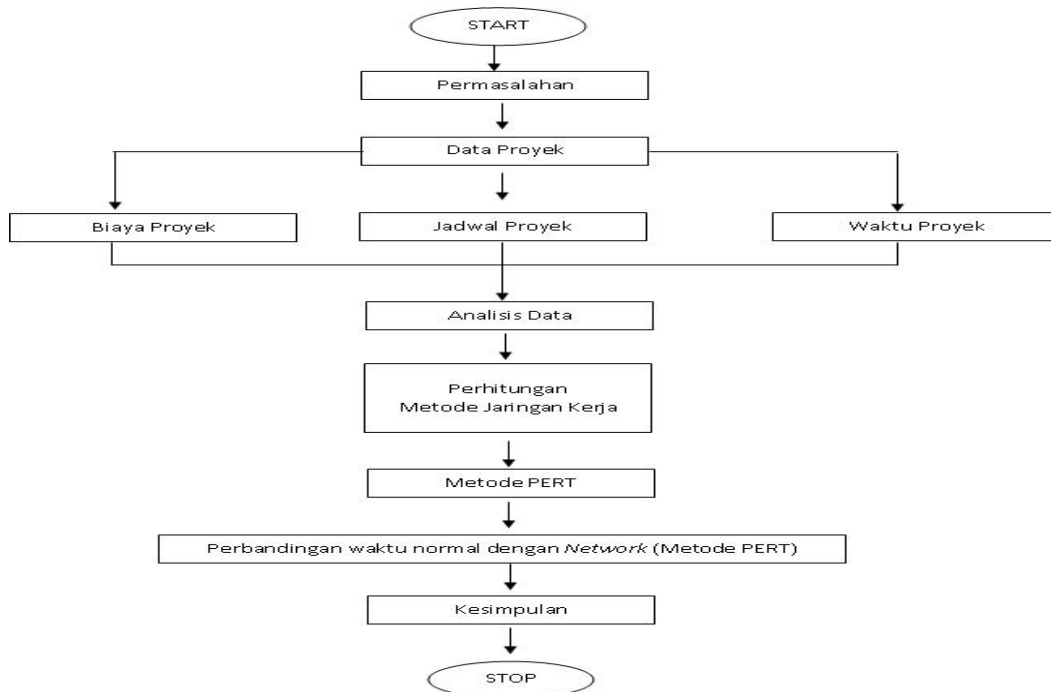 START
Permasalahan
Data Proyek
Biaya Proyek
Jadwal Proyek
Waktu Proyek
Analisis Data
Perhitungan
Metode Jaringan Kerja
Metode PERT
Perbandingan waktu normal dengan Network (Metode PERT)
Kesimpulan
STOP